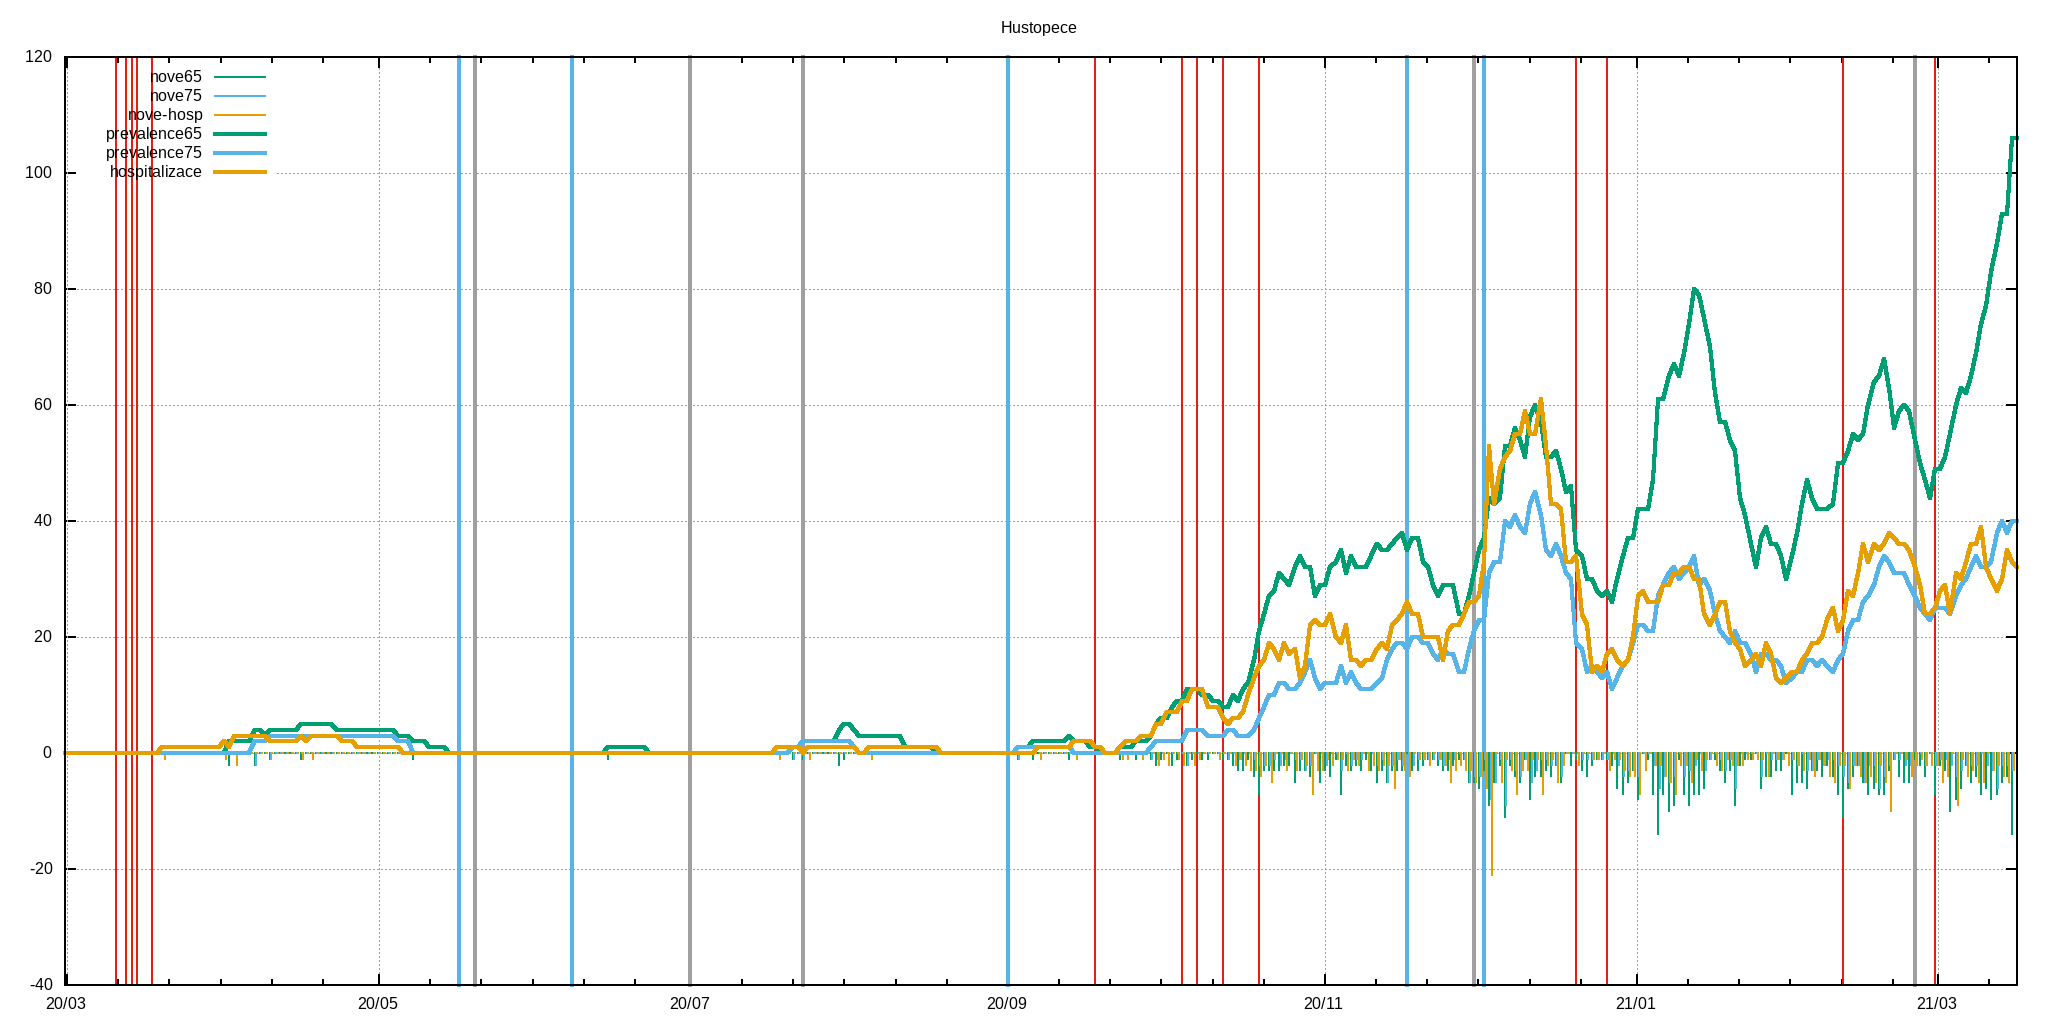 Hustopece
120
100
80
60
40
20
0
-20
-40
nove65
nove75
nove-hosp
prevalence65
prevalence75
hospitalizace
20/03 20/05 20/07 20/09 20/11 21/01 21/03